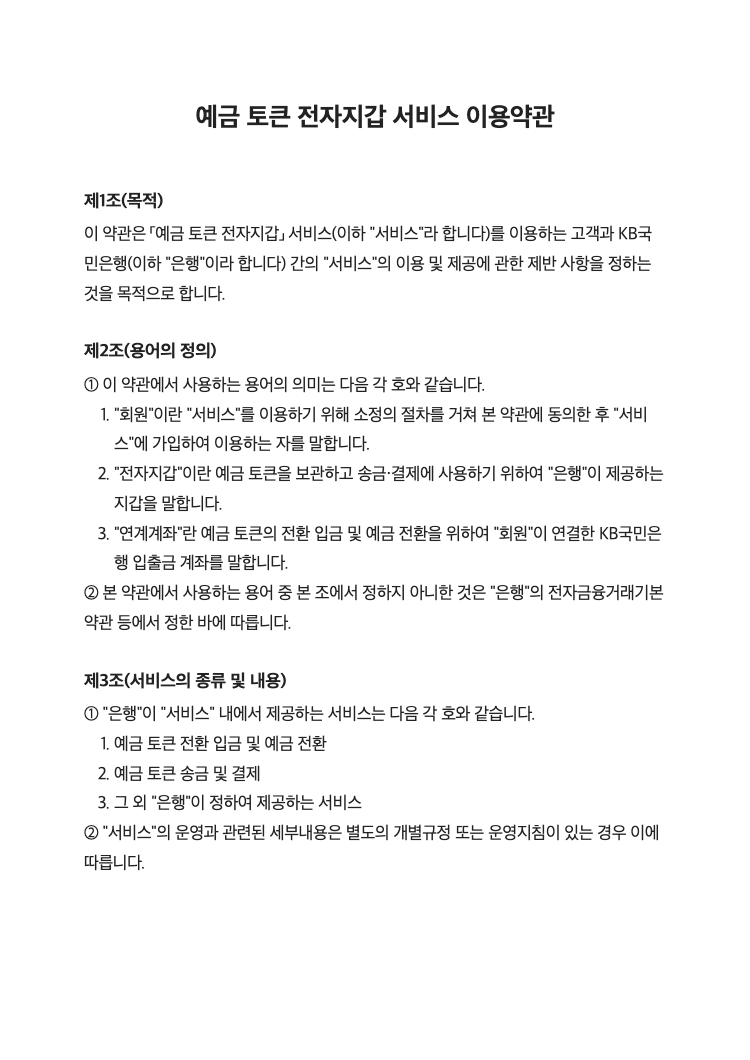 예금 토큰 전자지갑 서비스 이용약관
제1조(목적)
이 약관은 「예금 토큰 전자지갑」 서비스(이하 "서비스"라 합니다)를 이용하는 고객과 KB국
민은행(이하 "은행"이라 합니다) 간의 "서비스"의 이용 및 제공에 관한 제반 사항을 정하는
것을 목적으로 합니다.
제2조(용어의 정의)
① 이 약관에서 사용하는 용어의 의미는 다음 각 호와 같습니다.
1. "회원"이란 "서비스"를 이용하기 위해 소정의 절차를 거쳐 본 약관에 동의한 후 "서비
스"에 가입하여 이용하는 자를 말합니다.
2. "전자지갑"이란 예금 토큰을 보관하고 송금·결제에 사용하기 위하여 "은행"이 제공하는
지갑을 말합니다.
3. "연계계좌"란 예금 토큰의 전환 입금 및 예금 전환을 위하여 "회원"이 연결한 KB국민은
행 입출금 계좌를 말합니다.
② 본 약관에서 사용하는 용어 중 본 조에서 정하지 아니한 것은 "은행"의 전자금융거래기본
약관 등에서 정한 바에 따릅니다.
제3조(서비스의 종류 및 내용)
① "은행"이 "서비스" 내에서 제공하는 서비스는 다음 각 호와 같습니다.
1. 예금 토큰 전환 입금 및 예금 전환
2. 예금 토큰 송금 및 결제
3. 그 외 "은행"이 정하여 제공하는 서비스
② "서비스"의 운영과 관련된 세부내용은 별도의 개별규정 또는 운영지침이 있는 경우 이에
따릅니다.